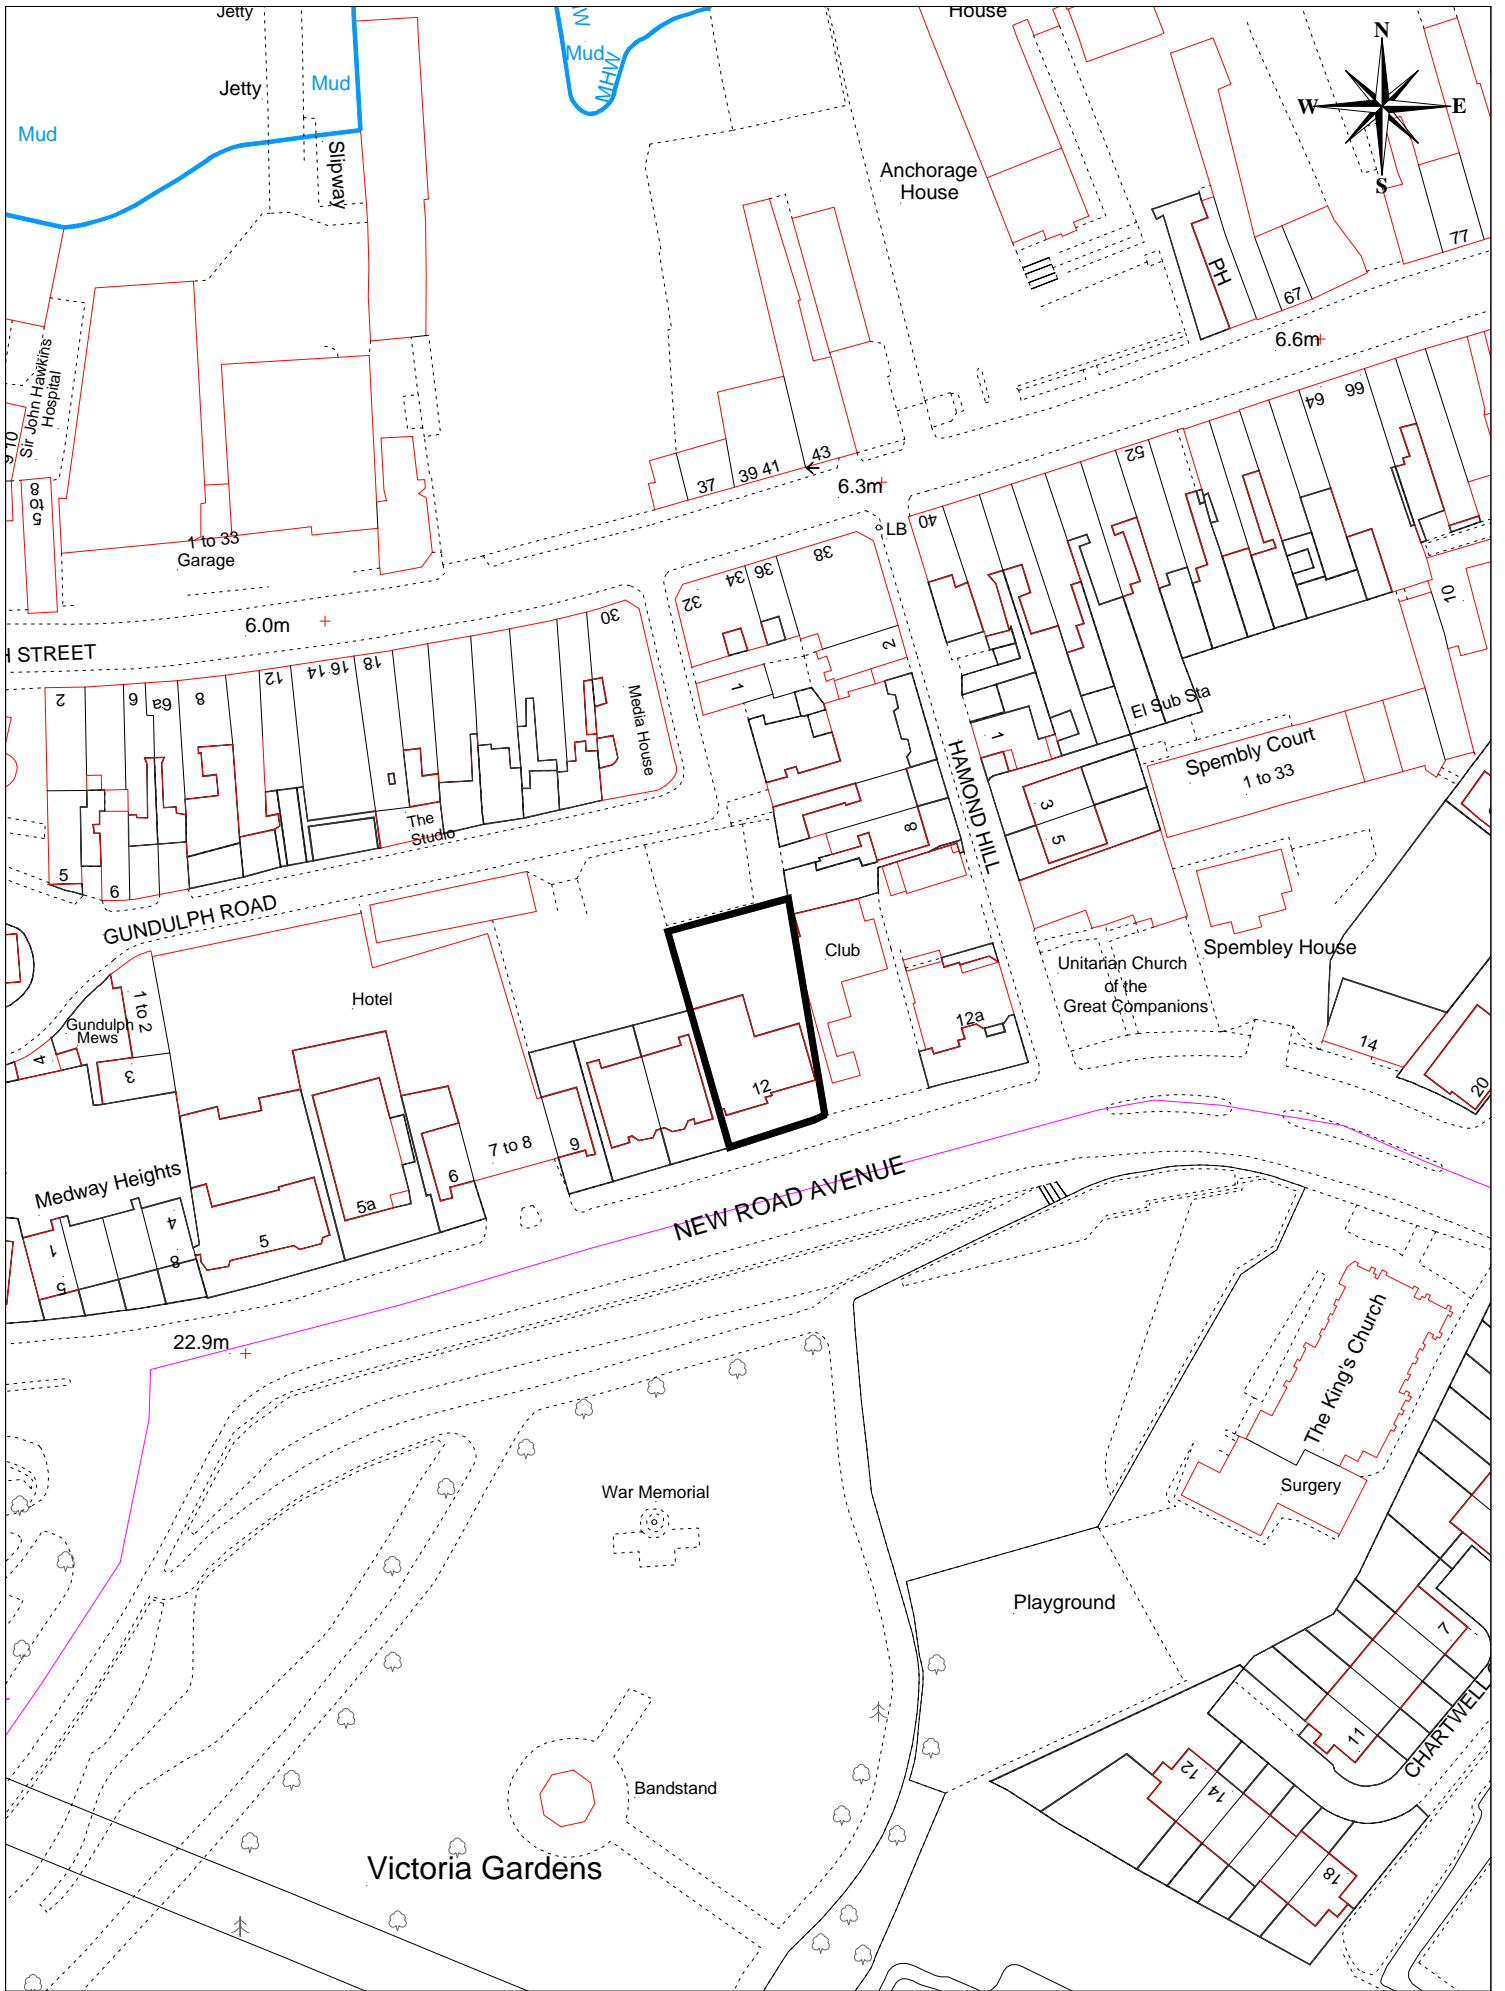 Jetty
House
Mud
MHW
N
W
E
S
Jetty
Mud
Mud
Slipway
Anchorage
House
PH
77
67
6.6m
Sir John Hawkins
Hospital
9 10
5 to 8
1 to 33
Garage
37
39 41
43
6.3m
LB
40
52
64
66
10
6.0m
32
34
36
38
30
2
1
STREET
2
6
6a
8
12
14 16
18
Media House
The
Studio
El Sub Sta
HAMOND HILL
1
3
5
8
Spembly Court
1 to 33
5
6
GUNDULPH ROAD
Hotel
Club
12a
Unitarian Church
of the
Great Companions
Spembley House
Gundulph
Mews
1 to 2
4
3
14
20
12
7 to 8
9
6
5a
5
Medway Heights
1
4
5
8
NEW ROAD AVENUE
22.9m
The King's Church
Surgery
War Memorial
Playground
Bandstand
Victoria Gardens
7
11
12
14
18
CHARTWELL